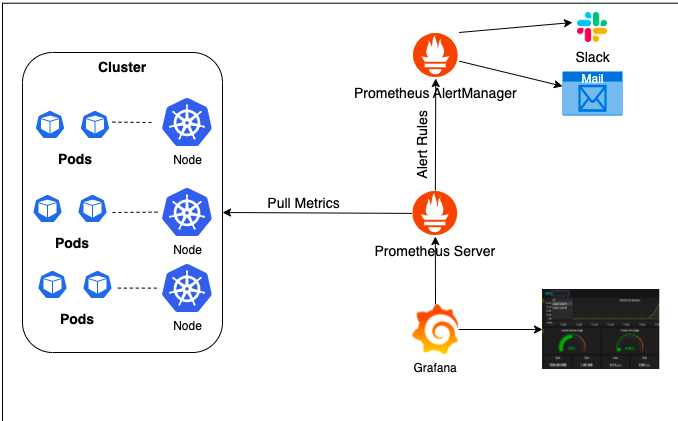 Slack
Mail
Prometheus AlertManager
Cluster
Alert Rules
Pods
Node
Pull Metrics
Pods
Node
Prometheus Server
Pods
Node
Grafana